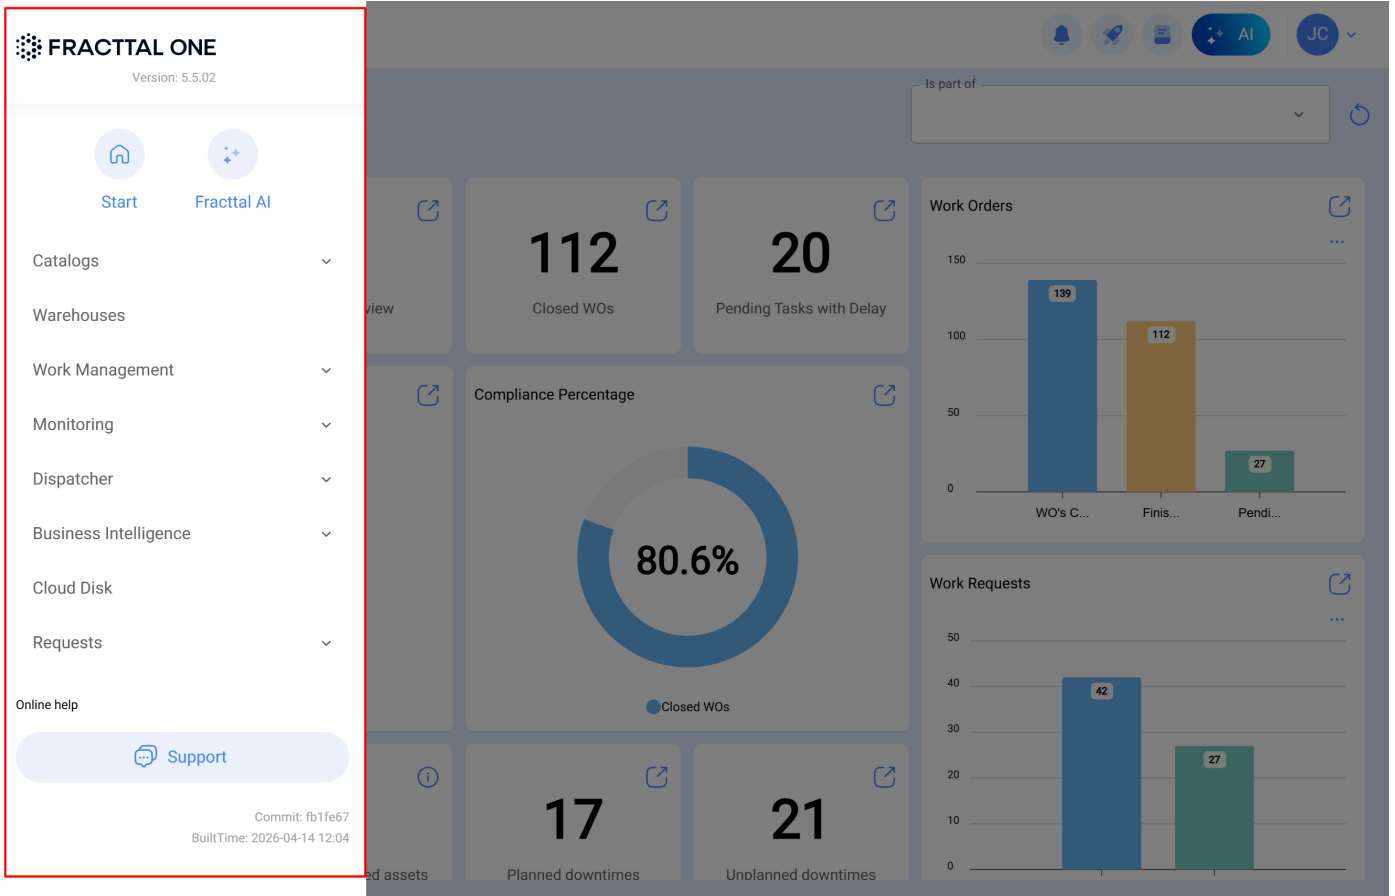 FRACTTAL ONE
Version: 5.5.02
Start
Fracttal AI
Catalogs
Warehouses
Work Management
Monitoring
Dispatcher
Business Intelligence
Cloud Disk
Requests
Online help
Support
Commit: fb1fe67
BuiltTime: 2026-04-14 12:04
AI
JC
Is part of
view
112
Closed WOs
20
Pending Tasks with Delay
Work Orders
150
100
50
0
139
112
27
WO's C...
Finis...
Pendi...
Compliance Percentage
80.6%
Closed WOs
Work Requests
50
40
30
20
10
0
42
27
ed assets
17
Planned downtimes
21
Unplanned downtimes